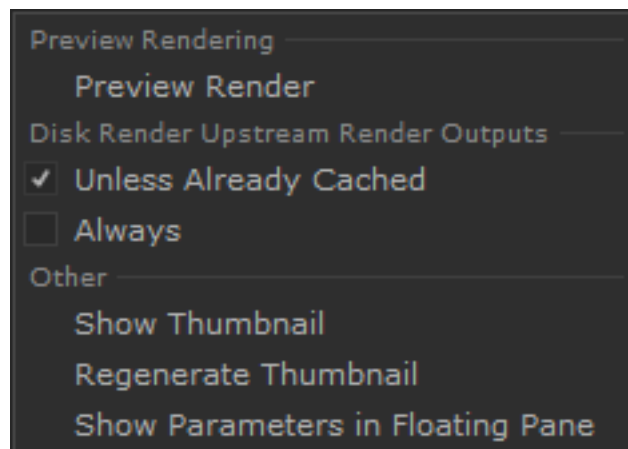 Preview Rendering
Preview Render
Disk Render Upstream Render Outputs
Unless Already Cached
Always
Other
Show Thumbnail
Regenerate Thumbnail
Show Parameters in Floating Pane